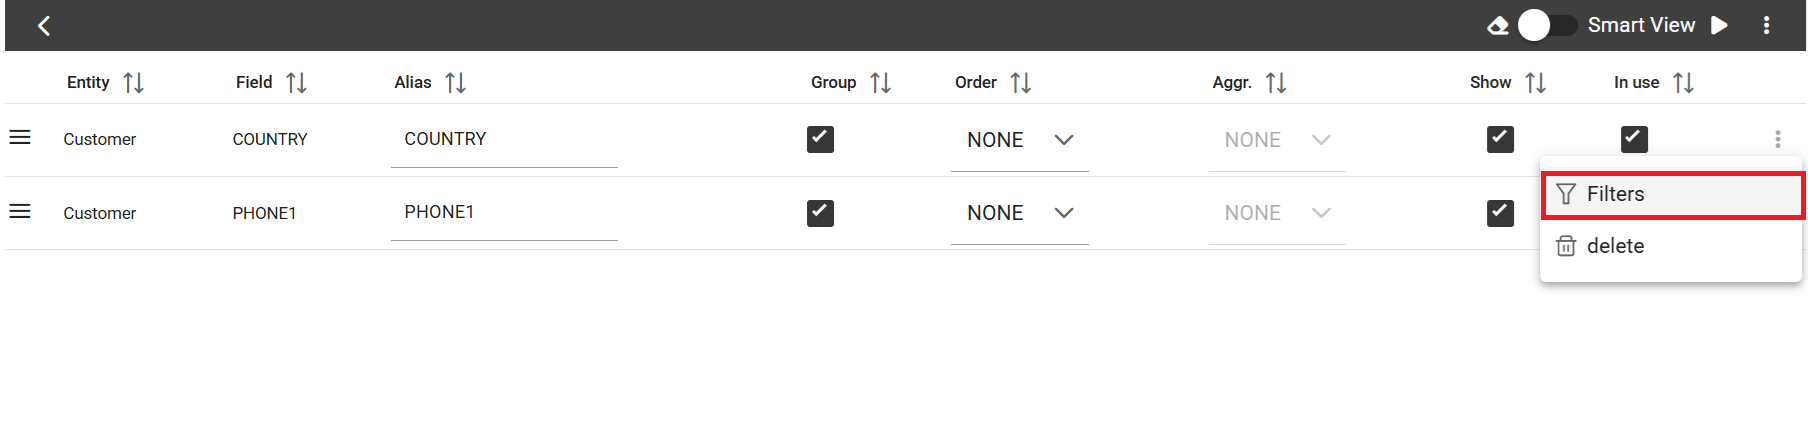 Smart View
Entity Field Alias Group Order Aggr. Show In use
Customer COUNTRY COUNTRY NONE NONE
Filters
Customer PHONE1 PHONE1 NONE NONE
delete